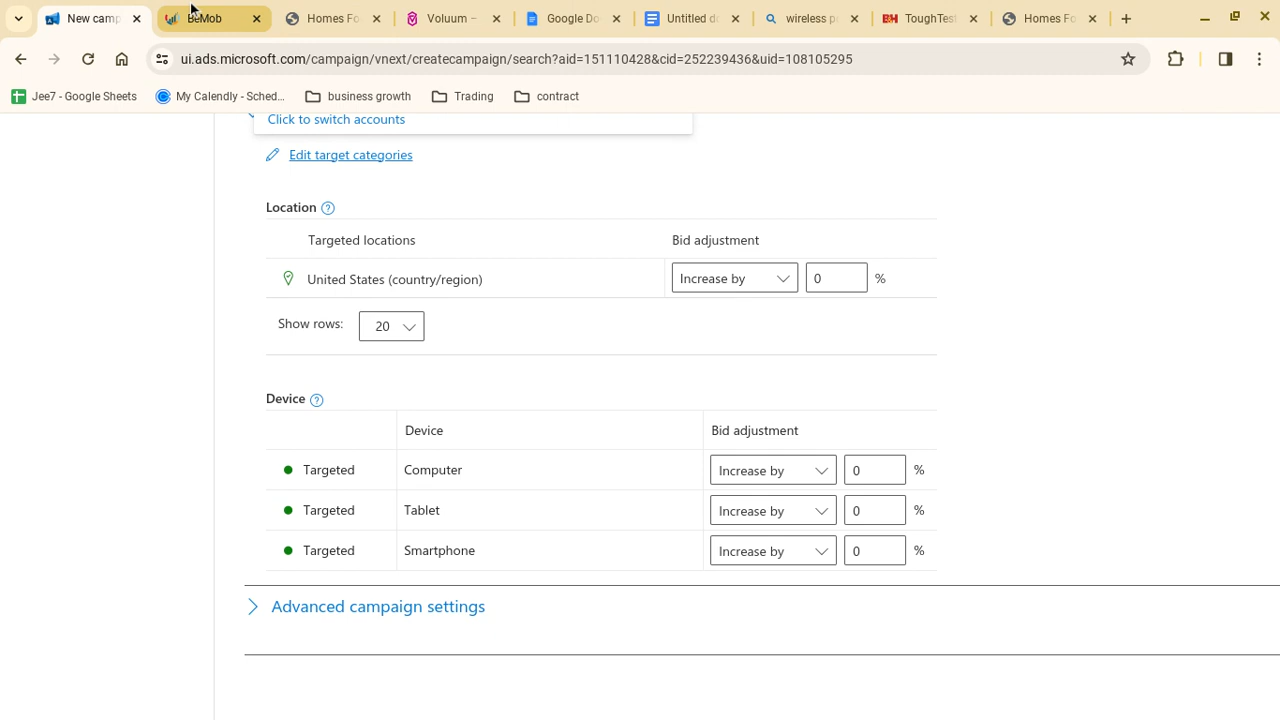 New camp
BeMob
Homes Fo
Voluum –
Google Do
Untitled d
wireless p
ToughTest
Homes Fo
ui.ads.microsoft.com/campaign/vnext/createcampaign/search?aid=151110428&cid=252239436&uid=108105295
Jee7 - Google Sheets
My Calendly - Sched...
business growth
Trading
contract
Click to switch accounts
Edit target categories
Location ?
Targeted locations Bid adjustment
United States (country/region) Increase by 0 %
Show rows: 20
Device ?
Device Bid adjustment
Targeted Computer Increase by 0 %
Targeted Tablet Increase by 0 %
Targeted Smartphone Increase by 0 %
Advanced campaign settings